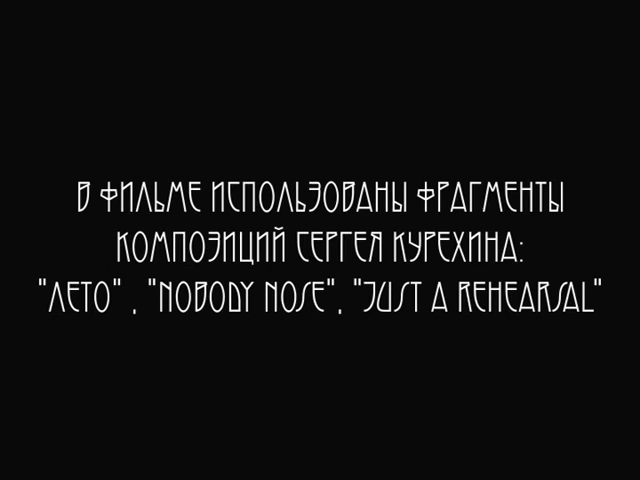 В ФИЛЬМЕ ИСПОЛЬЗОВАНЫ ФРАГМЕНТЫ
КОМПОЗИЦИЙ СЕРГЕЯ КУРЕХИНА:
"ЛЕТО" , "NOBODY NOSE", "JUST A REHEARSAL"